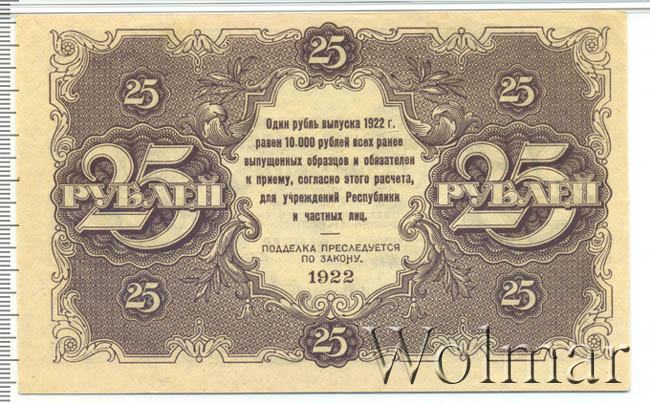 25
25 25
Один рубль выпуска 1922 г.
равен 10.000 рублей всех ранее
выпущенных образцов и обязателен
к приему, согласно этого расчета,
для учреждений Республики
и частных лиц.
25 РУБЛЕЙ 25 РУБЛЕЙ
ПОДДЕЛКА ПРЕСЛЕДУЕТСЯ
ПО ЗАКОНУ.
1922
25 25
25
Wolmar